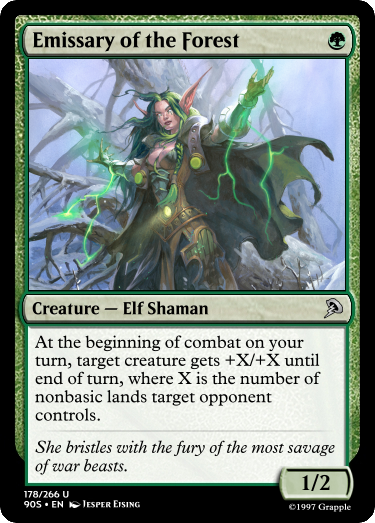 Emissary of the Forest
Creature — Elf Shaman
At the beginning of combat on your
turn, target creature gets +X/+X until
end of turn, where X is the number of
nonbasic lands target opponent
controls.
She bristles with the fury of the most savage
of war beasts.
1/2
178/266 U
90S • EN Jesper Ejsing
©1997 Grapple